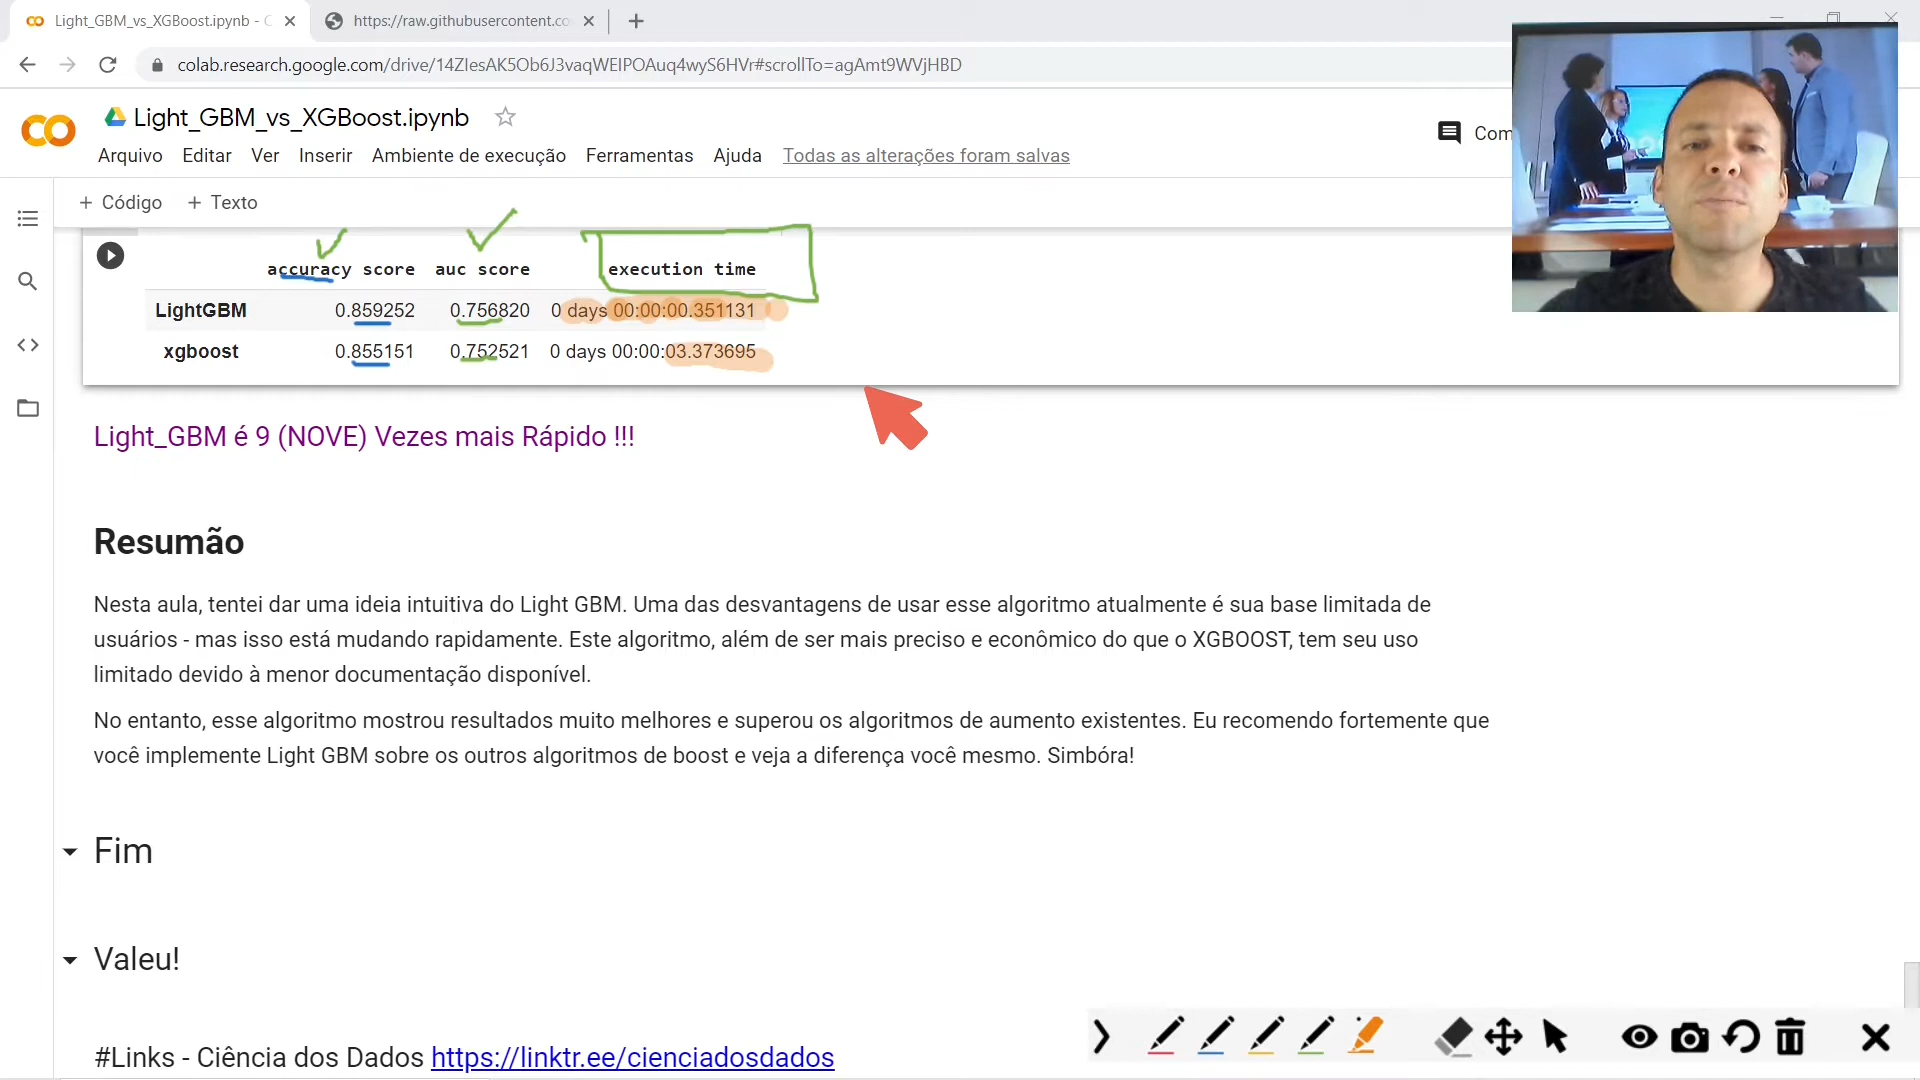 Light_GBM_vs_XGBoost.ipynb - C
https://raw.githubusercontent.co
colab.research.google.com/drive/14ZIesAK5Ob6J3vaqWEIPOAuq4wyS6HVr#scrollTo=agAmt9WVjHBD
Light_GBM_vs_XGBoost.ipynb
Com
Arquivo Editar Ver Inserir Ambiente de execução Ferramentas Ajuda Todas as alterações foram salvas
+ Código + Texto
accuracy score auc score execution time
LightGBM 0.859252 0.756820 0 days 00:00:00.351131
xgboost 0.855151 0.752521 0 days 00:00:03.373695
Light_GBM é 9 (NOVE) Vezes mais Rápido !!!
Resumão
Nesta aula, tentei dar uma ideia intuitiva do Light GBM. Uma das desvantagens de usar esse algoritmo atualmente é sua base limitada de
usuários - mas isso está mudando rapidamente. Este algoritmo, além de ser mais preciso e econômico do que o XGBOOST, tem seu uso
limitado devido à menor documentação disponível.
No entanto, esse algoritmo mostrou resultados muito melhores e superou os algoritmos de aumento existentes. Eu recomendo fortemente que
você implemente Light GBM sobre os outros algoritmos de boost e veja a diferença você mesmo. Simbóra!
Fim
Valeu!
#Links - Ciência dos Dados https://linktr.ee/cienciadosdados